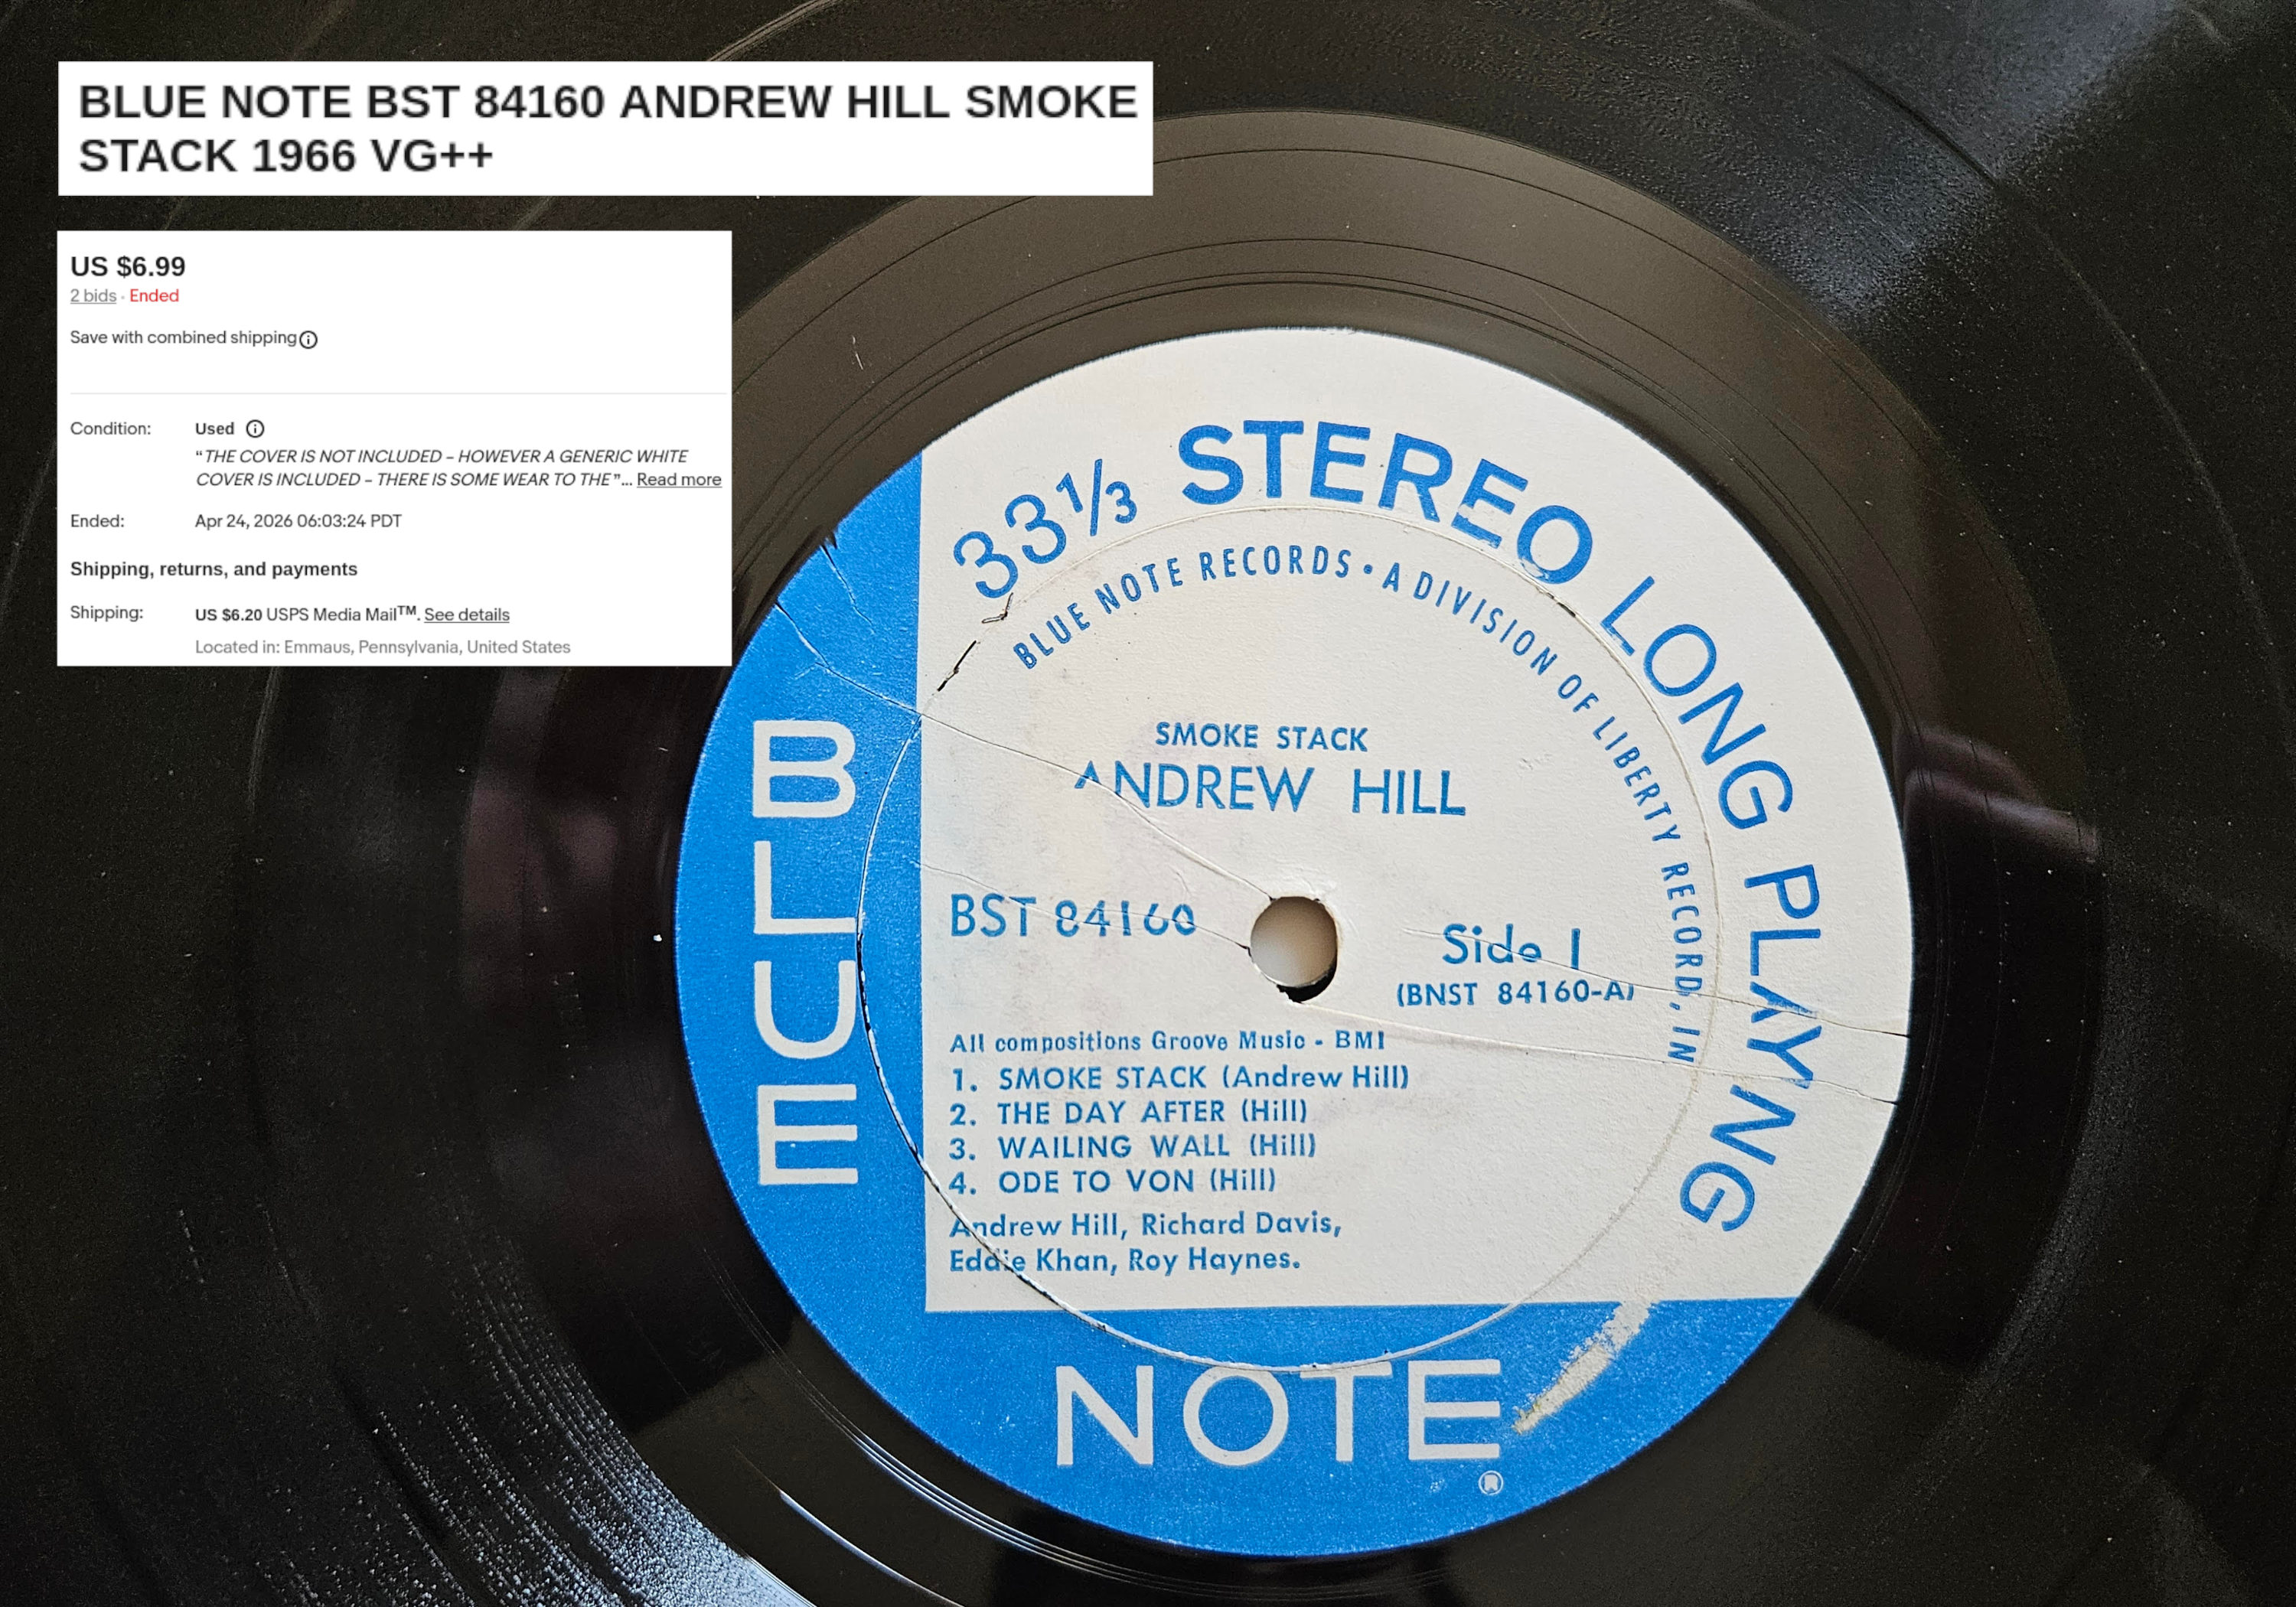 BLUE NOTE BST 84160 ANDREW HILL SMOKE
STACK 1966 VG++
US $6.99
2 bids · Ended
Save with combined shipping
Condition: Used
“THE COVER IS NOT INCLUDED – HOWEVER A GENERIC WHITE
COVER IS INCLUDED – THERE IS SOME WEAR TO THE”... Read more
Ended: Apr 24, 2026 06:03:24 PDT
Shipping, returns, and payments
Shipping: US $6.20 USPS Media Mail™. See details
Located in: Emmaus, Pennsylvania, United States
33⅓ STEREO LONG PLAYNG
BLUE NOTE RECORDS · A DIVISION OF LIBERTY RECORD, IN
SMOKE STACK
ANDREW HILL
BST 84160
Side 1
(BNST 84160-A)
All compositions Groove Music - BMI
1. SMOKE STACK (Andrew Hill)
2. THE DAY AFTER (Hill)
3. WAILING WALL (Hill)
4. ODE TO VON (Hill)
Andrew Hill, Richard Davis,
Eddie Khan, Roy Haynes.
BLUE
NOTE
®